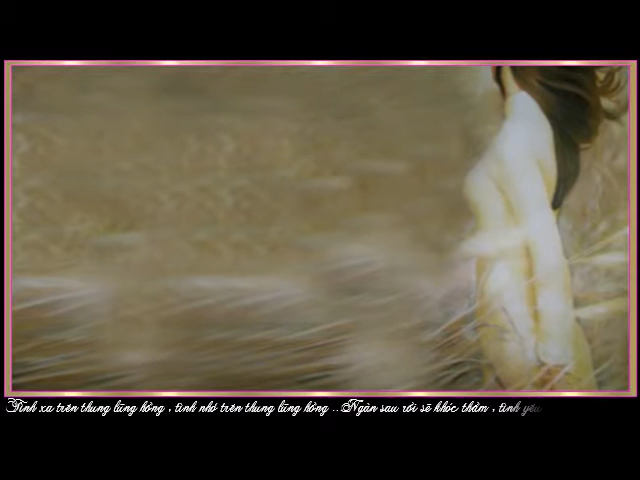 Tình xa trên thung lũng hồng , tình nhớ trên thung lũng hồng .. Ngàn sau rồi sẽ khóc thầm , tình yêu